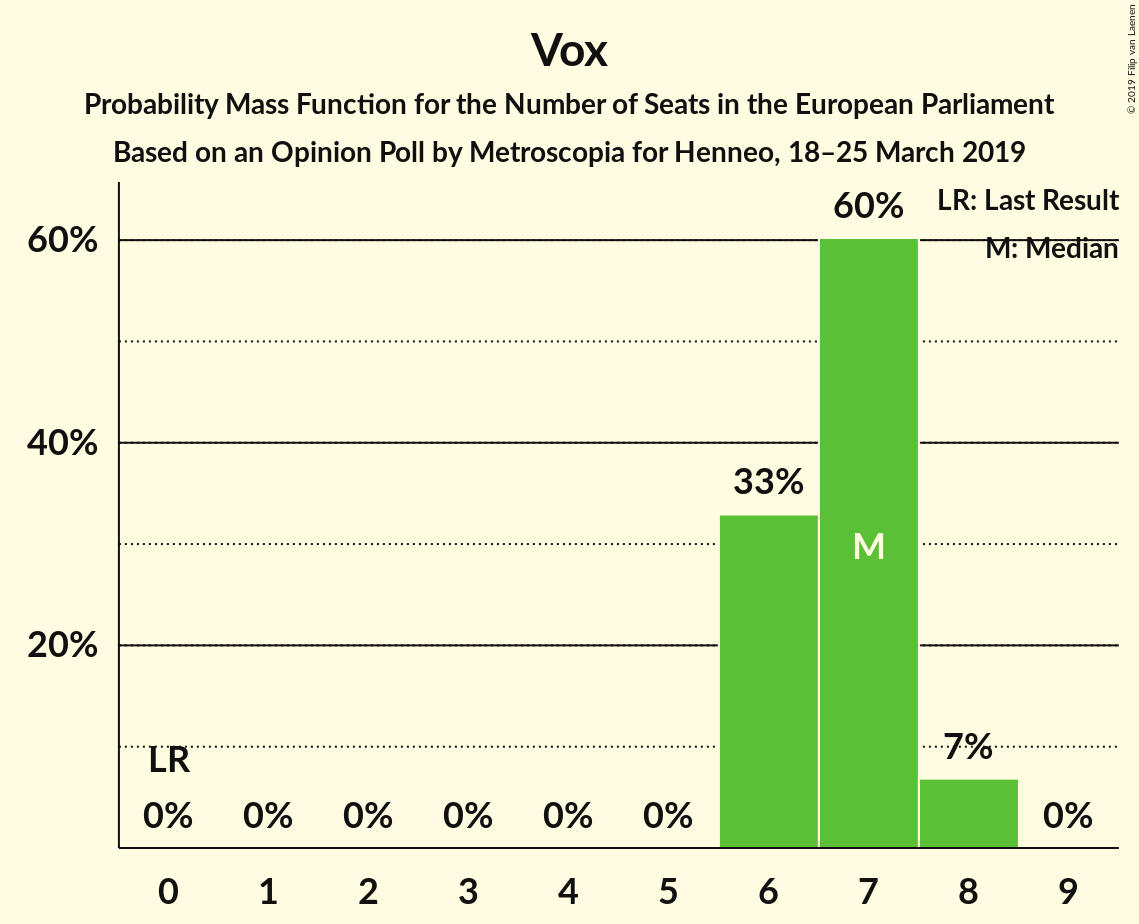 Vox
Probability Mass Function for the Number of Seats in the European Parliament
Based on an Opinion Poll by Metroscopia for Henneo, 18–25 March 2019
© 2019 Filip van Laenen
LR: Last Result
M: Median
60%
40%
20%
60%
33%
M
7%
LR
0% 0% 0% 0% 0% 0% 0%
0 1 2 3 4 5 6 7 8 9